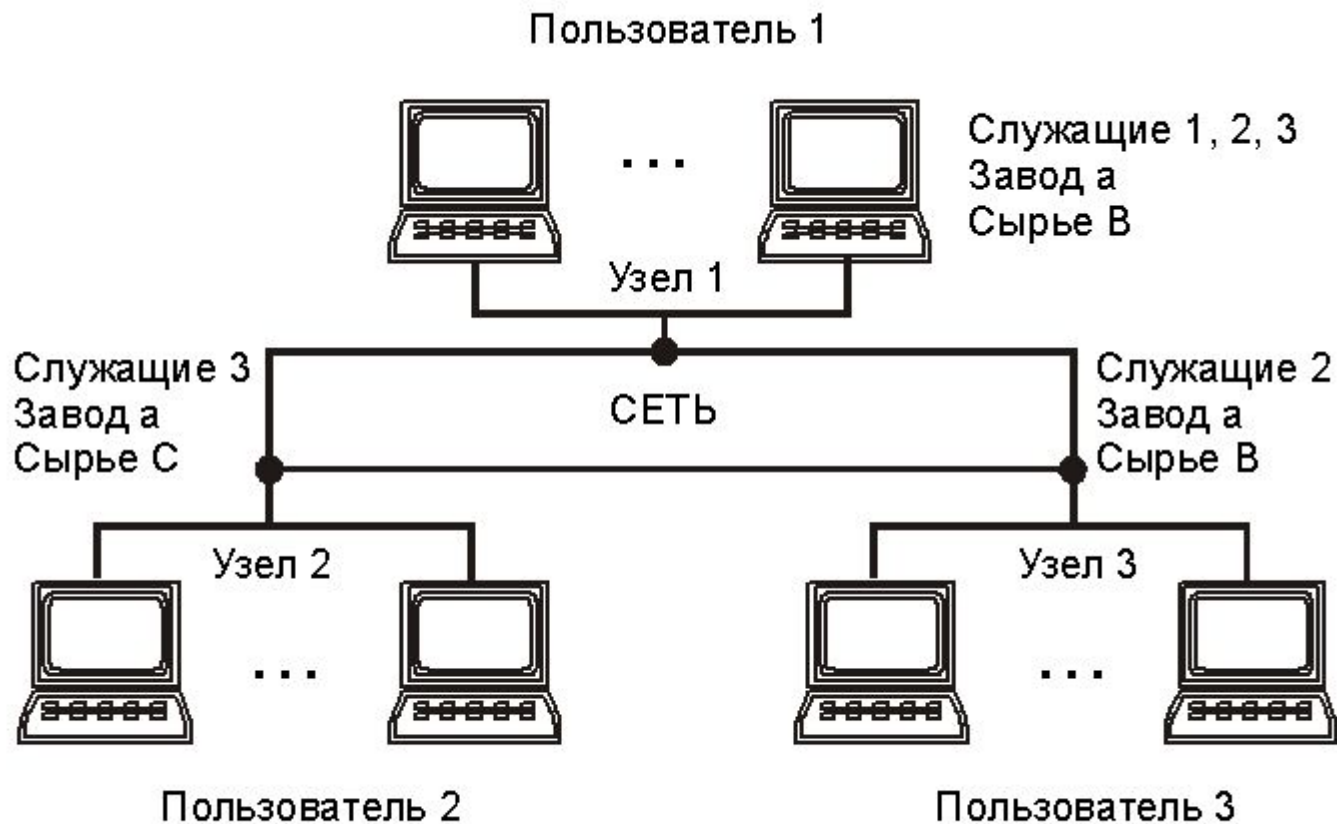 Пользователь 1
. . .
Служащие 1, 2, 3
Завод а
Сырье В
Узел 1
Служащие 3
Завод а
Сырье С
СЕТЬ
Служащие 2
Завод а
Сырье В
Узел 2
Узел 3
. . .
. . .
Пользователь 2
Пользователь 3